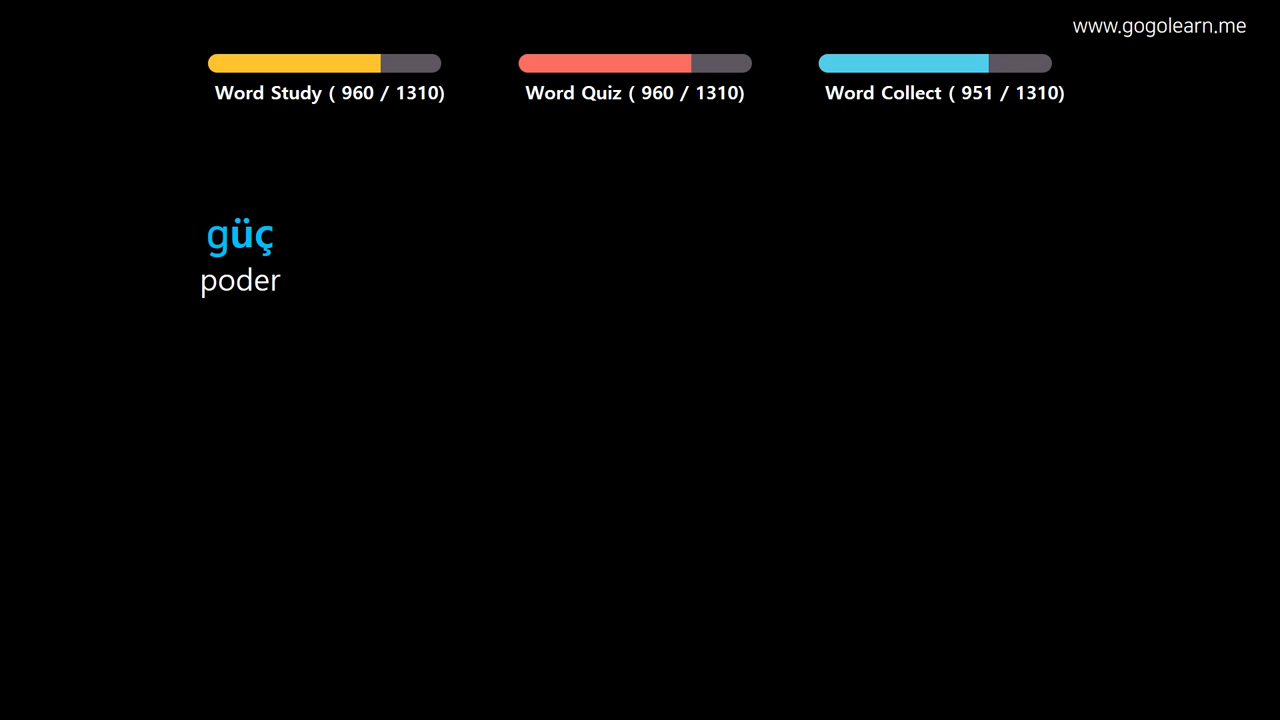 www.gogolearn.me
Word Study ( 960 / 1310)
Word Quiz ( 960 / 1310)
Word Collect ( 951 / 1310)
güç
poder